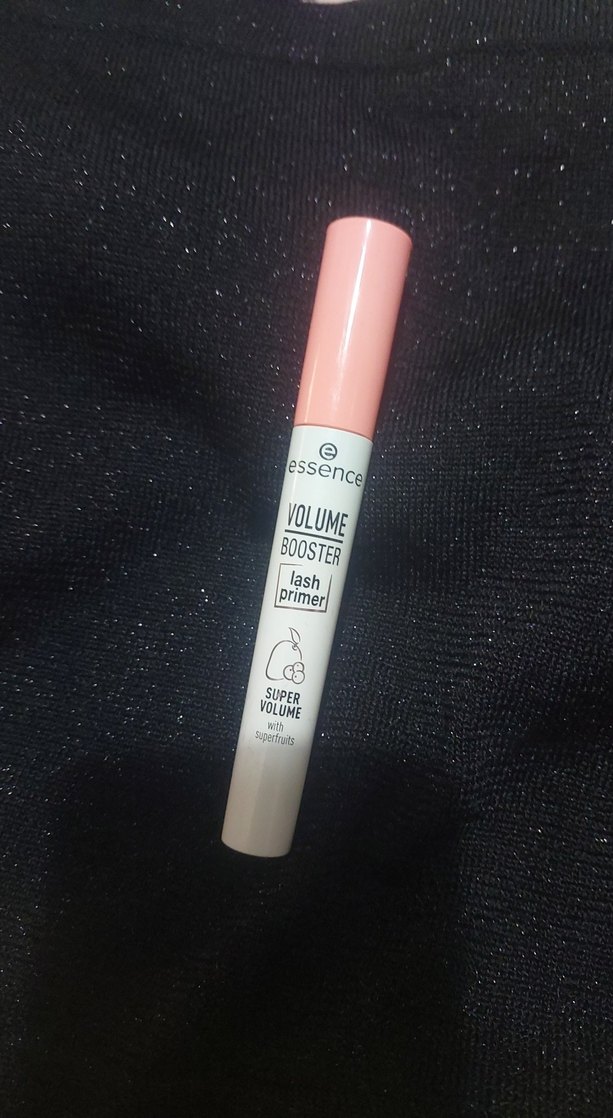 essence
VOLUME
BOOSTER
lash
primer
SUPER
VOLUME
with
superfruits